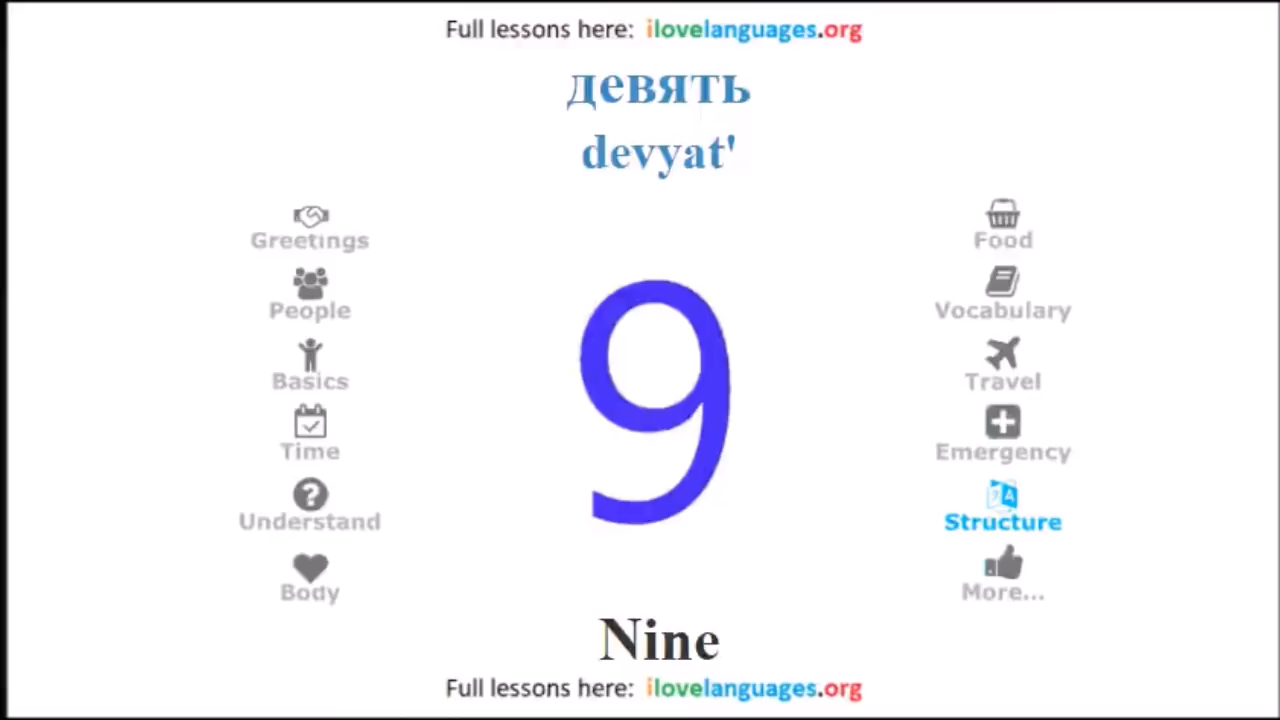 Full lessons here: ilovelanguages.org
девять
devyat'
Greetings
Food
People
Vocabulary
9
Basics
Travel
Time
Emergency
Understand
Structure
Body
More...
Nine
Full lessons here: ilovelanguages.org